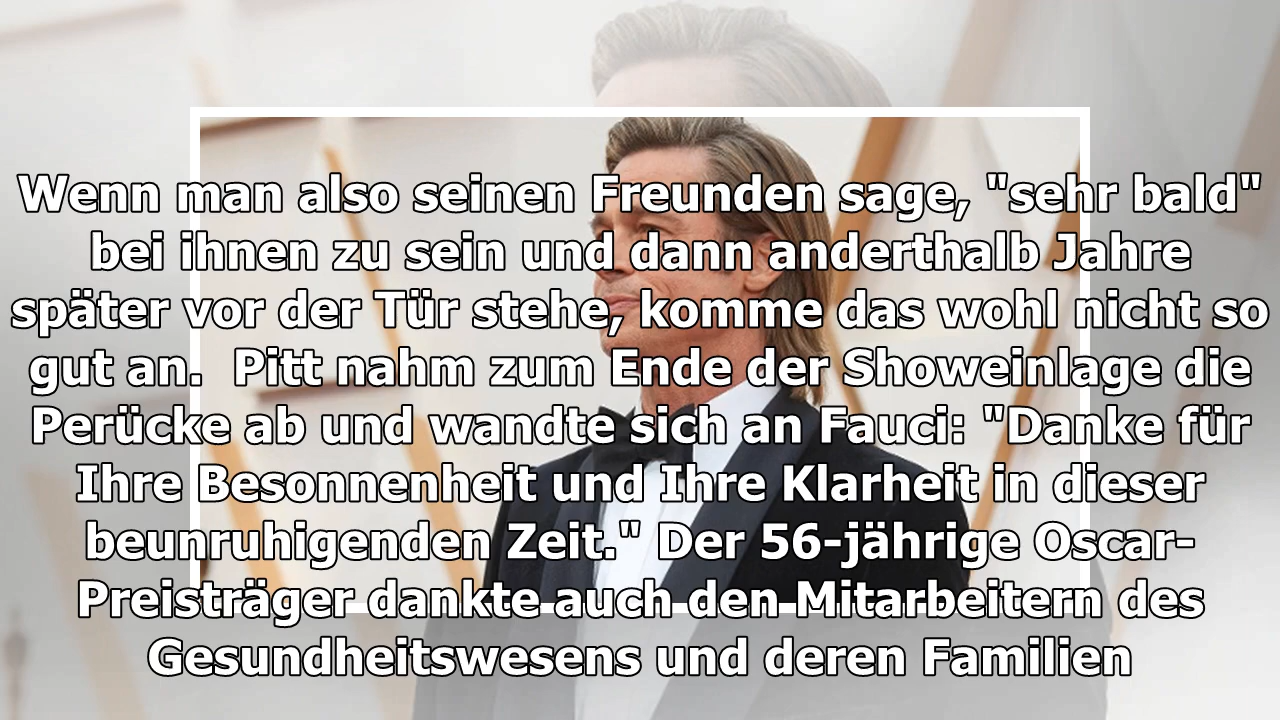 Wenn man also seinen Freunden sage, "sehr bald"
bei ihnen zu sein und dann anderthalb Jahre
später vor der Tür stehe, komme das wohl nicht so
gut an.  Pitt nahm zum Ende der Showeinlage die
Perücke ab und wandte sich an Fauci: "Danke für
Ihre Besonnenheit und Ihre Klarheit in dieser
beunruhigenden Zeit." Der 56-jährige Oscar-
Preisträger dankte auch den Mitarbeitern des
Gesundheitswesens und deren Familien